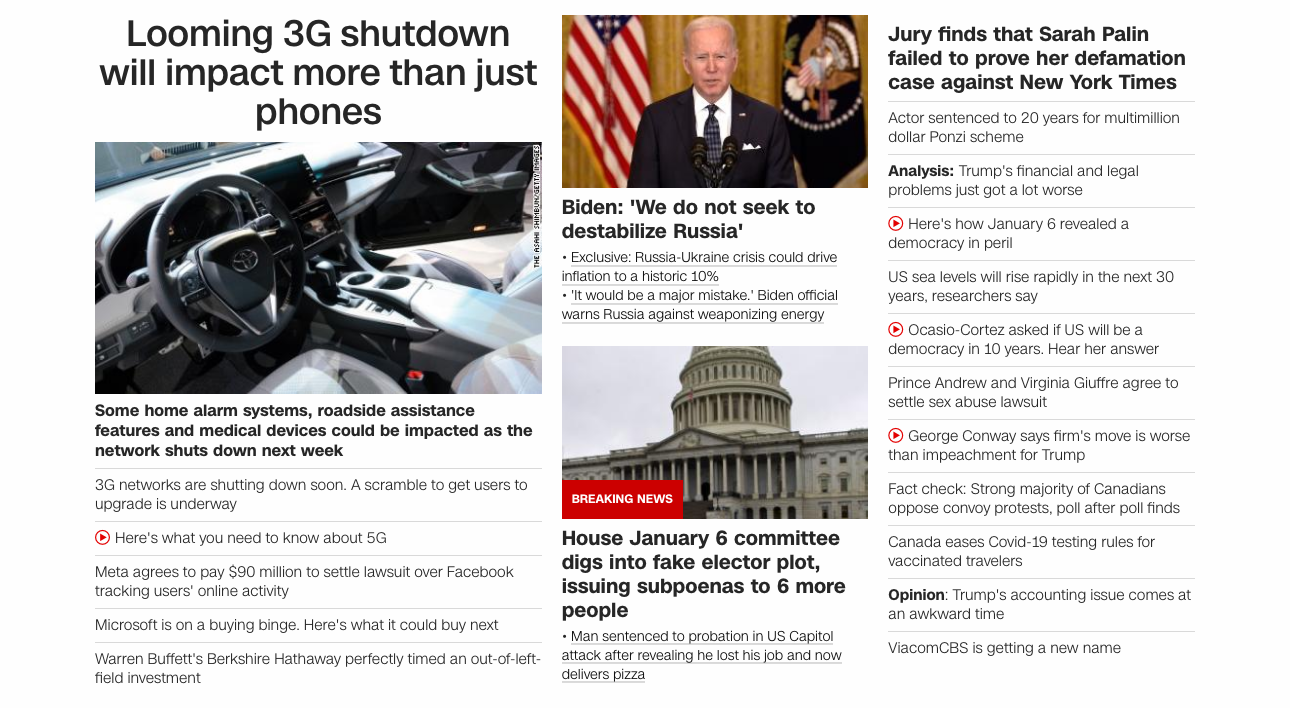 Looming 3G shutdown
will impact more than just
phones
THE ASAHI SHIMBUN/GETTY IMAGES
Some home alarm systems, roadside assistance
features and medical devices could be impacted as the
network shuts down next week
3G networks are shutting down soon. A scramble to get users to
upgrade is underway
Here's what you need to know about 5G
Meta agrees to pay $90 million to settle lawsuit over Facebook
tracking users' online activity
Microsoft is on a buying binge. Here's what it could buy next
Warren Buffett's Berkshire Hathaway perfectly timed an out-of-left-
field investment
Biden: 'We do not seek to
destabilize Russia'
• Exclusive: Russia-Ukraine crisis could drive
inflation to a historic 10%
• 'It would be a major mistake.' Biden official
warns Russia against weaponizing energy
BREAKING NEWS
House January 6 committee
digs into fake elector plot,
issuing subpoenas to 6 more
people
• Man sentenced to probation in US Capitol
attack after revealing he lost his job and now
delivers pizza
Jury finds that Sarah Palin
failed to prove her defamation
case against New York Times
Actor sentenced to 20 years for multimillion
dollar Ponzi scheme
Analysis: Trump's financial and legal
problems just got a lot worse
Here's how January 6 revealed a
democracy in peril
US sea levels will rise rapidly in the next 30
years, researchers say
Ocasio-Cortez asked if US will be a
democracy in 10 years. Hear her answer
Prince Andrew and Virginia Giuffre agree to
settle sex abuse lawsuit
George Conway says firm's move is worse
than impeachment for Trump
Fact check: Strong majority of Canadians
oppose convoy protests, poll after poll finds
Canada eases Covid-19 testing rules for
vaccinated travelers
Opinion: Trump's accounting issue comes at
an awkward time
ViacomCBS is getting a new name